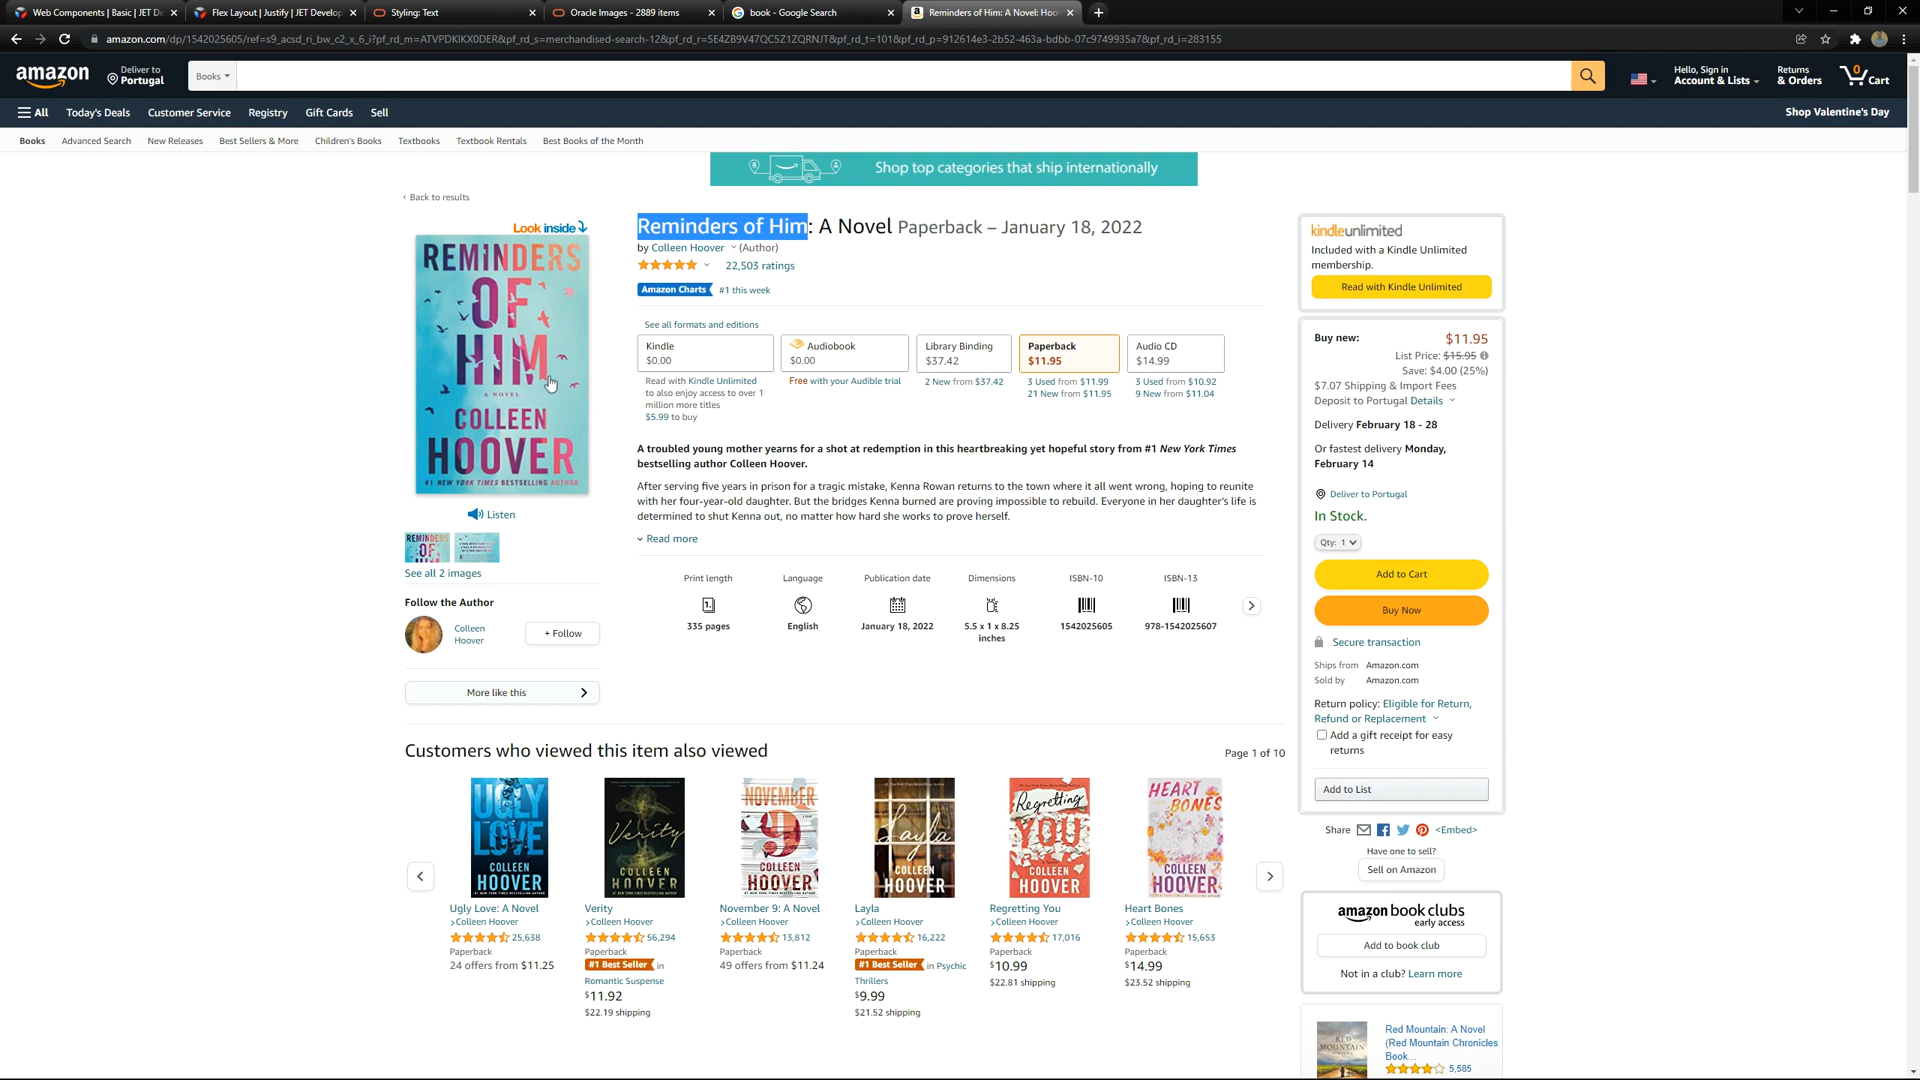 Web Components | Basic | JET D
Flex Layout | Justify | JET Develop
Styling: Text
Oracle Images - 2889 items
book - Google Search
Reminders of Him: A Novel: Hoo
amazon.com/dp/1542025605/ref=s9_acsd_ri_bw_c2_x_6_i?pf_rd_m=ATVPDKIKX0DER&pf_rd_s=merchandised-search-12&pf_rd_r=5E4ZB9V47QC5Z1ZQRNJT&pf_rd_t=101&pf_rd_p=912614e3-2b52-463a-bdbb-07c9749935a7&pf_rd_i=283155
amazon
Deliver to
Portugal
Books
Hello, Sign in
Account & Lists
Returns
& Orders
0
Cart
All
Today's Deals
Customer Service
Registry
Gift Cards
Sell
Shop Valentine's Day
Books
Advanced Search
New Releases
Best Sellers & More
Children's Books
Textbooks
Textbook Rentals
Best Books of the Month
Shop top categories that ship internationally
‹ Back to results
Look inside
REMINDERS
OF
HIM
A NOVEL
COLLEEN
HOOVER
#1 NEW YORK TIMES BESTSELLING AUTHOR
Listen
See all 2 images
Follow the Author
Colleen
Hoover
+ Follow
More like this
Reminders of Him: A Novel Paperback – January 18, 2022
by Colleen Hoover (Author)
22,503 ratings
Amazon Charts #1 this week
See all formats and editions
Kindle
$0.00
Read with Kindle Unlimited
to also enjoy access to over 1
million more titles
$5.99 to buy
Audiobook
$0.00
Free with your Audible trial
Library Binding
$37.42
2 New from $37.42
Paperback
$11.95
3 Used from $11.99
21 New from $11.95
Audio CD
$14.99
3 Used from $10.92
9 New from $11.04
A troubled young mother yearns for a shot at redemption in this heartbreaking yet hopeful story from #1 New York Times
bestselling author Colleen Hoover.
After serving five years in prison for a tragic mistake, Kenna Rowan returns to the town where it all went wrong, hoping to reunite
with her four-year-old daughter. But the bridges Kenna burned are proving impossible to rebuild. Everyone in her daughter's life is
determined to shut Kenna out, no matter how hard she works to prove herself.
Read more
Print length
335 pages
Language
English
Publication date
January 18, 2022
Dimensions
5.5 x 1 x 8.25
inches
ISBN-10
1542025605
ISBN-13
978-1542025607
kindleunlimited
Included with a Kindle Unlimited
membership.
Read with Kindle Unlimited
Buy new: $11.95
List Price: $15.95
Save: $4.00 (25%)
$7.07 Shipping & Import Fees
Deposit to Portugal Details
Delivery February 18 - 28
Or fastest delivery Monday,
February 14
Deliver to Portugal
In Stock.
Qty: 1
Add to Cart
Buy Now
Secure transaction
Ships from Amazon.com
Sold by Amazon.com
Return policy: Eligible for Return,
Refund or Replacement
Add a gift receipt for easy
returns
Add to List
Share <Embed>
Have one to sell?
Sell on Amazon
amazon book clubs
early access
Add to book club
Not in a club? Learn more
Red Mountain: A Novel
(Red Mountain Chronicles
Book...
5,585
Customers who viewed this item also viewed
Page 1 of 10
UGLY
LOVE
COLLEEN
HOOVER
Ugly Love: A Novel
›Colleen Hoover
25,638
Paperback
24 offers from $11.25
Verity
COLLEEN
HOOVER
Verity
›Colleen Hoover
56,294
Paperback
#1 Best Seller in
Romantic Suspense
$11.92
$22.19 shipping
NOVEMBER
9
COLLEEN
HOOVER
November 9: A Novel
›Colleen Hoover
13,812
Paperback
49 offers from $11.24
Layla
COLLEEN
HOOVER
Layla
›Colleen Hoover
16,222
Paperback
#1 Best Seller in Psychic
Thrillers
$9.99
$21.52 shipping
Regretting
YOU
COLLEEN
HOOVER
Regretting You
›Colleen Hoover
17,016
Paperback
$10.99
$22.81 shipping
HEART
BONES
COLLEEN
HOOVER
Heart Bones
›Colleen Hoover
15,653
Paperback
$14.99
$23.52 shipping